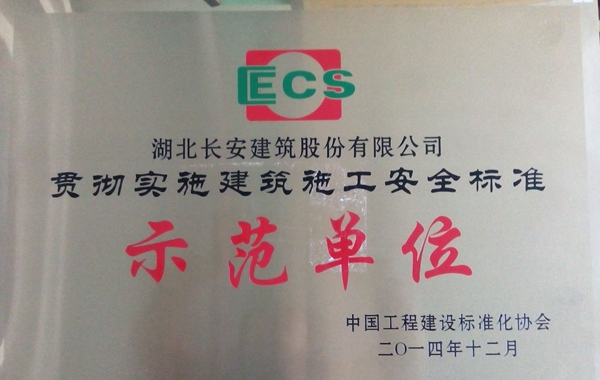 CECS
湖北长安建筑股份有限公司
贯彻实施建筑施工安全标准
示范单位
中国工程建设标准化协会
二〇一四年十二月